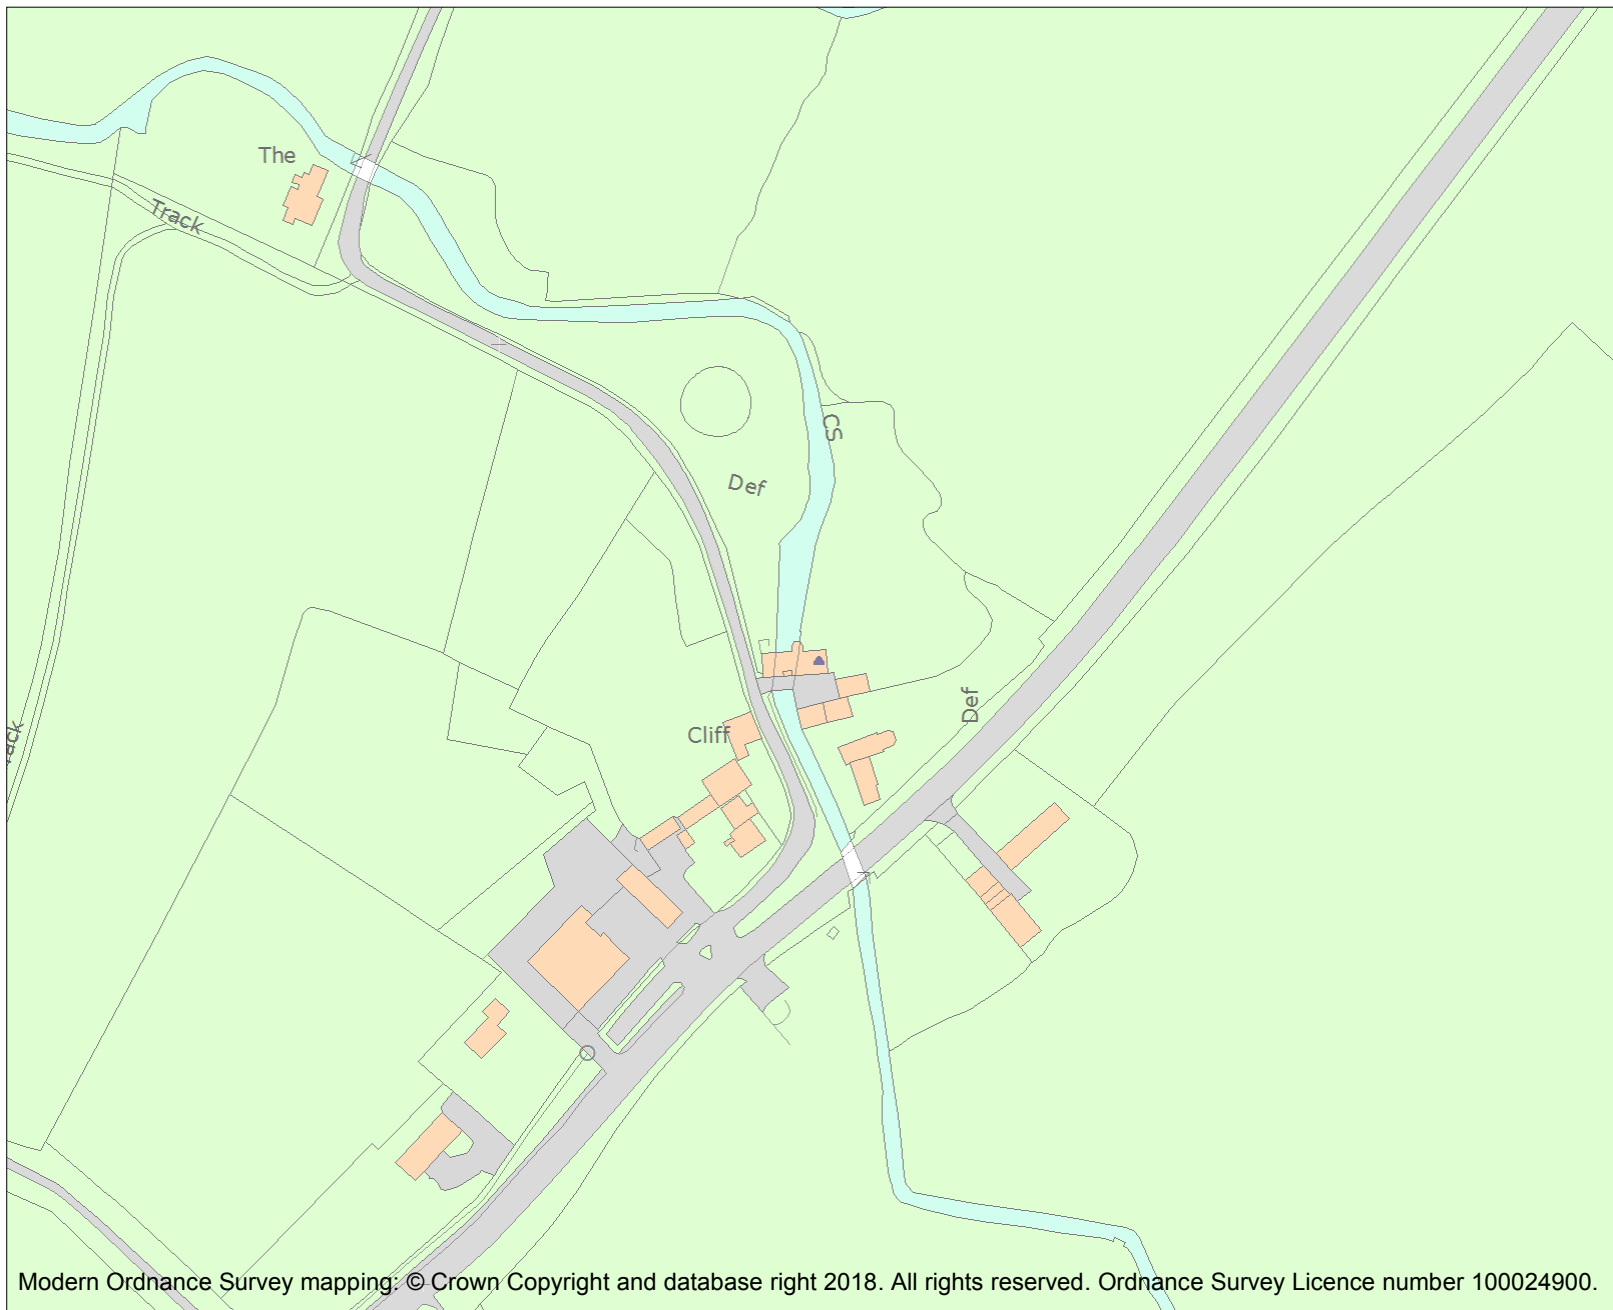 The
Track
CS
Def
Def
Cliff
ack
Modern Ordnance Survey mapping: © Crown Copyright and database right 2018. All rights reserved. Ordnance Survey Licence number 100024900.